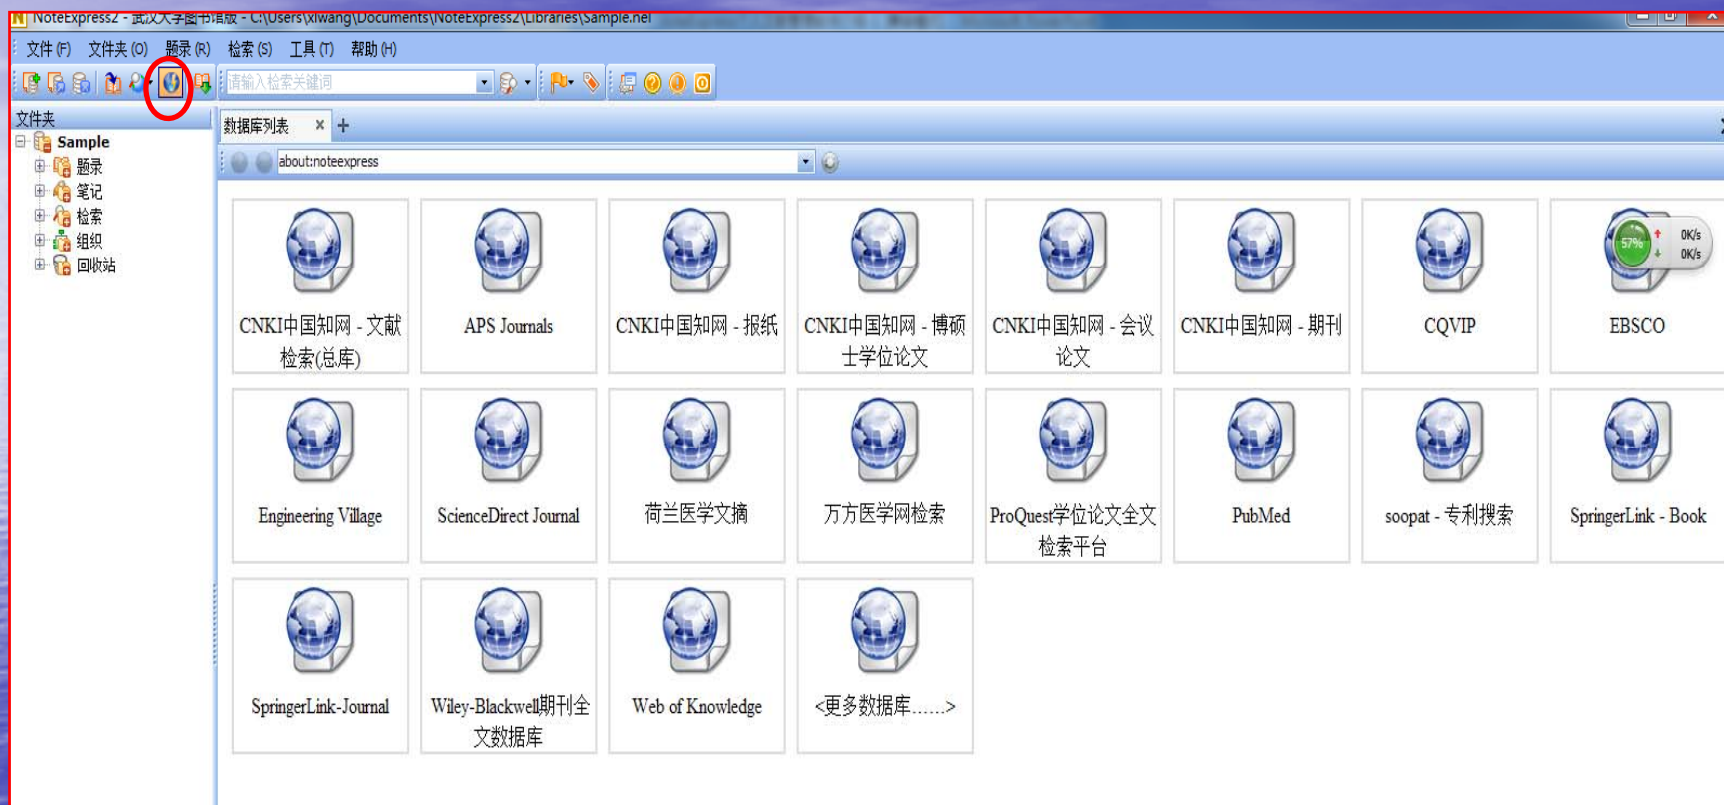 NoteExpress2 - 武汉大学图书馆版 - C:\Users\xlwang\Documents\NoteExpress2\Libraries\Sample.nel
文件(F) 文件夹(O) 题录(R) 检索(S) 工具(T) 帮助(H)
请输入检索关键词
文件夹
数据库列表
about:noteexpress
Sample
题录
笔记
检索
组织
回收站
57% 0K/s
0K/s
CNKI中国知网 - 文献
检索(总库)
APS Journals
CNKI中国知网 - 报纸
CNKI中国知网 - 博硕
士学位论文
CNKI中国知网 - 会议
论文
CNKI中国知网 - 期刊
CQVIP
EBSCO
Engineering Village
ScienceDirect Journal
荷兰医学文摘
万方医学网检索
ProQuest学位论文全文
检索平台
PubMed
soopat - 专利搜索
SpringerLink - Book
SpringerLink-Journal
Wiley-Blackwell期刊全
文数据库
Web of Knowledge
<更多数据库......>